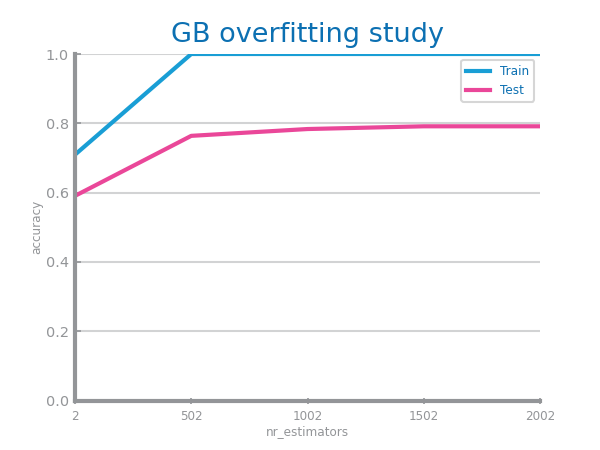 GB overfitting study
1.0
0.8
0.6
0.4
0.2
0.0
accuracy
Train
Test
2 502 1002 1502 2002
nr_estimators